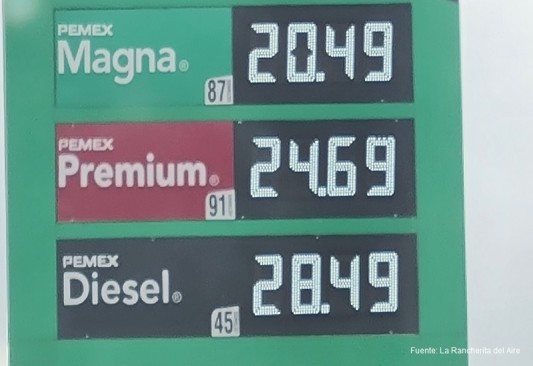 PEMEX
Magna®
87
20.49
PEMEX
Premium®
91
24.69
PEMEX
Diesel®
45
28.49
Fuente: La Rancherita del Aire